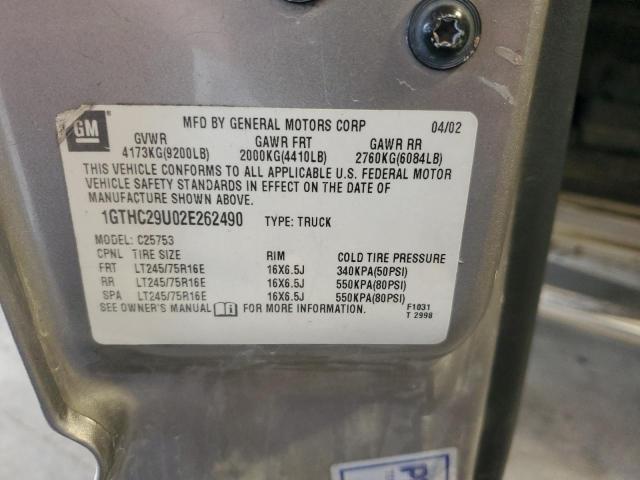 GM
MFD BY GENERAL MOTORS CORP 04/02
GVWR GAWR FRT GAWR RR
4173KG(9200LB) 2000KG(4410LB) 2760KG(6084LB)
THIS VEHICLE CONFORMS TO ALL APPLICABLE U.S. FEDERAL MOTOR
VEHICLE SAFETY STANDARDS IN EFFECT ON THE DATE OF
MANUFACTURE SHOWN ABOVE.
1GTHC29U02E262490 TYPE: TRUCK
MODEL: C25753
CPNL TIRE SIZE RIM COLD TIRE PRESSURE
FRT LT245/75R16E 16X6.5J 340KPA(50PSI)
RR LT245/75R16E 16X6.5J 550KPA(80PSI)
SPA LT245/75R16E 16X6.5J 550KPA(80PSI)
SEE OWNER'S MANUAL i FOR MORE INFORMATION F1031
T 2998